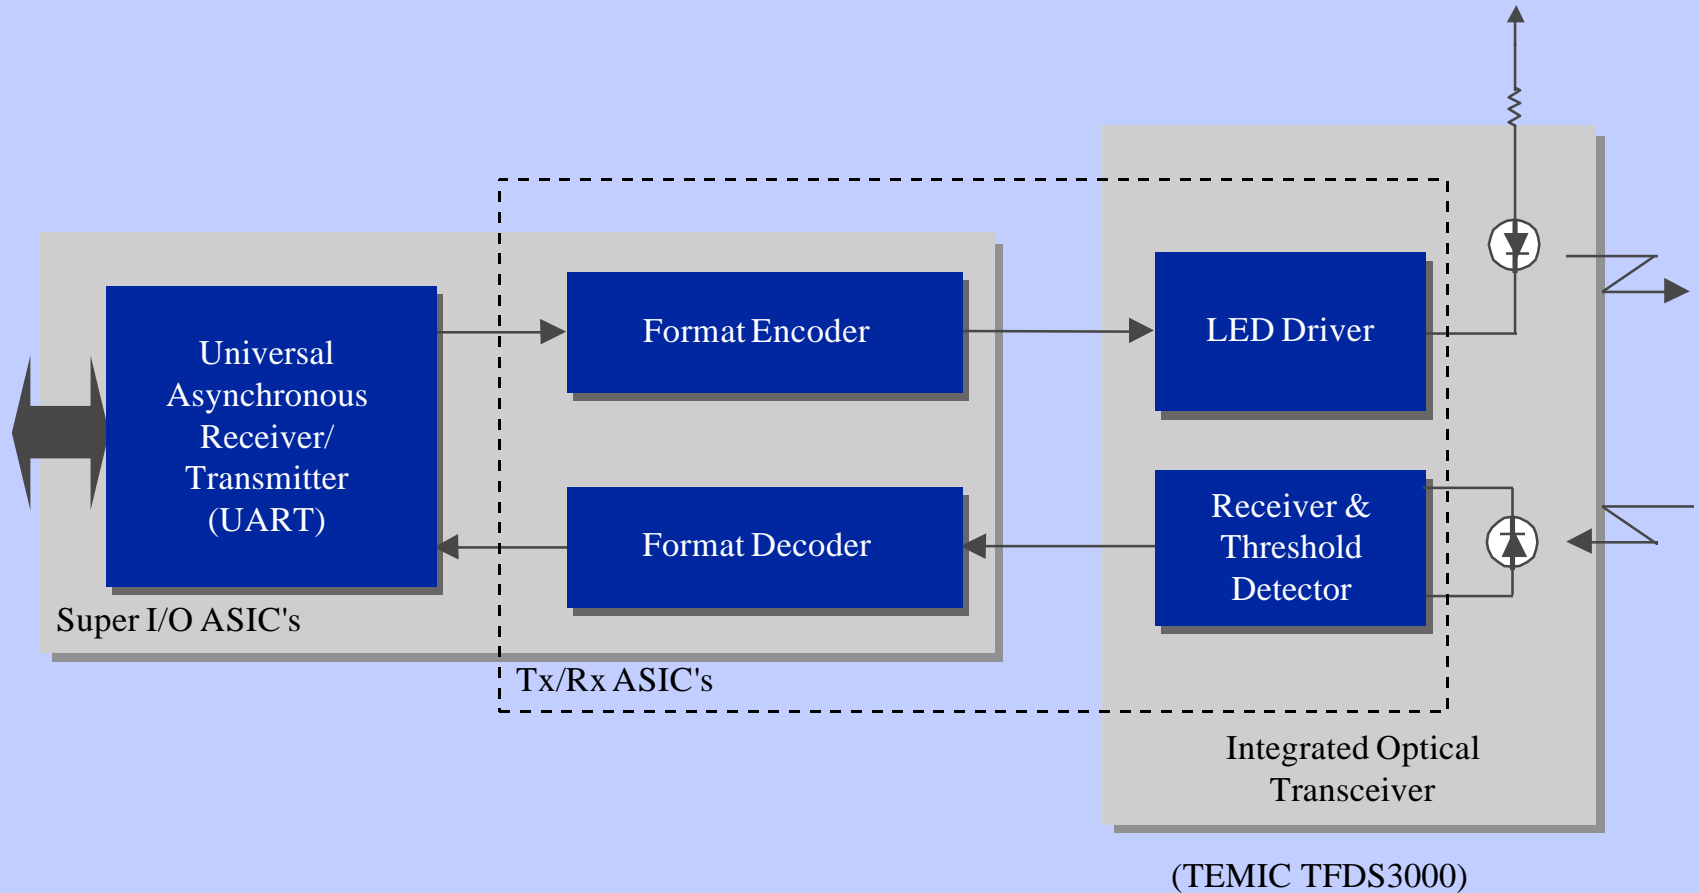 Universal
Asynchronous
Receiver/
Transmitter
(UART)
Format Encoder
LED Driver
Format Decoder
Receiver &
Threshold
Detector
Super I/O ASIC's
Tx/Rx ASIC's
Integrated Optical
Transceiver
(TEMIC TFDS3000)